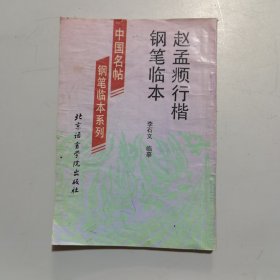 赵孟頫行楷
钢笔临本
李石文 临摹
中国名帖
钢笔临本系列
北京语言学院出版社